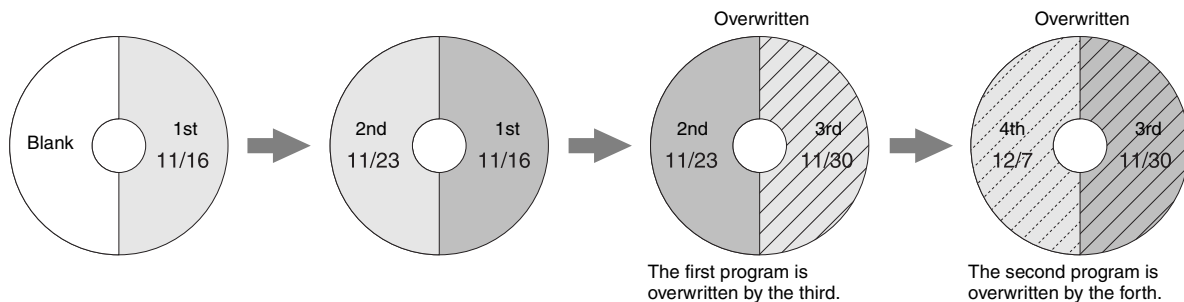 Overwritten
Overwritten
Blank
1st
11/16
2nd
11/23
1st
11/16
2nd
11/23
3rd
11/30
4th
12/7
3rd
11/30
The first program is
overwritten by the third.
The second program is
overwritten by the forth.